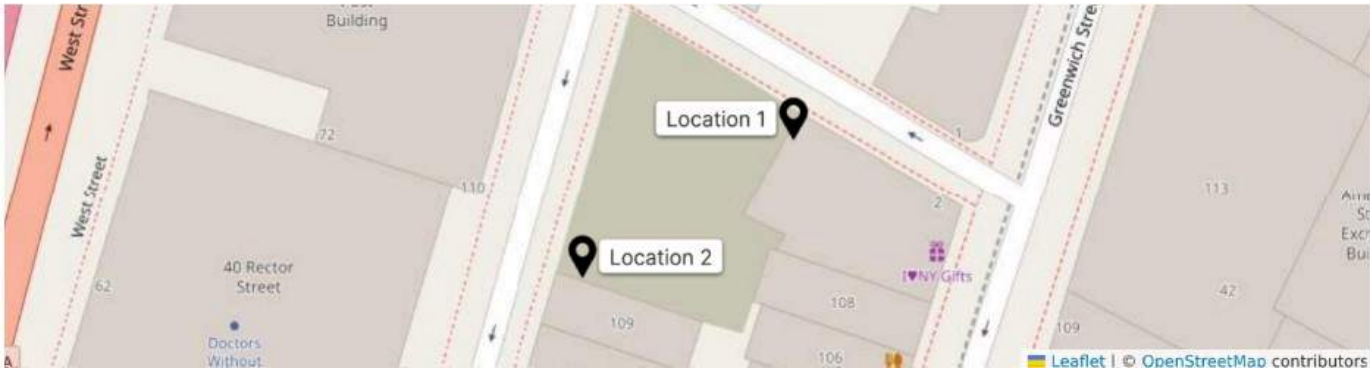 West Str
Building
Greenwich Stre
Location 1
72
1
West Street
110
113
2
40 Rector
Street
Location 2
I♥NY Gifts
62
108
42
109
109
Doctors
Without
106
A
Leaflet | © OpenStreetMap contributors